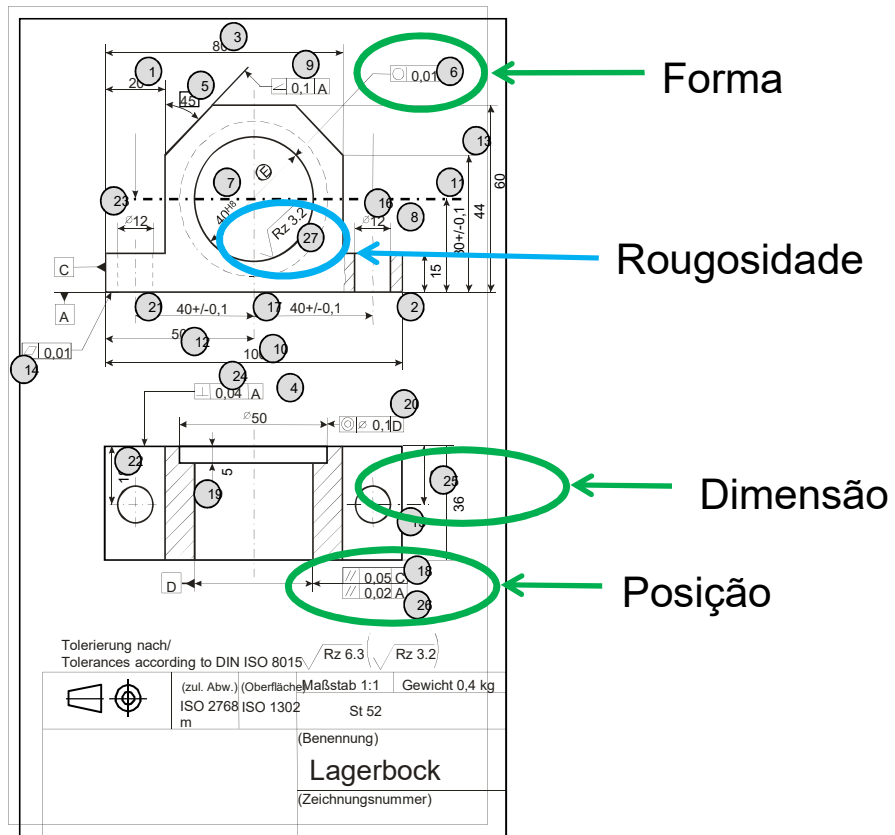 3
80
1
20
5
45
9
0,1 A
6
0,01
Forma
13
60
23
7
E
40H8
11
16
8
44
⌀12
Rz 3.2
27
⌀12
30+/-0,1
15
Rougosidade
C
A
21
40+/-0,1
17
40+/-0,1
2
50
12
10
100
0,01
14
24
0,04 A
4
20
⌀50
⌀ 0,1 D
22
5
19
25
36
Dimensão
D
0,05 C
18
0,02 A
26
Posição
Tolerierung nach/
Tolerances according to DIN ISO 8015
Rz 6.3
Rz 3.2
(zul. Abw.)
(Oberfläche)
Maßstab 1:1
Gewicht 0,4 kg
ISO 2768
m
ISO 1302
St 52
(Benennung)
Lagerbock
(Zeichnungsnummer)